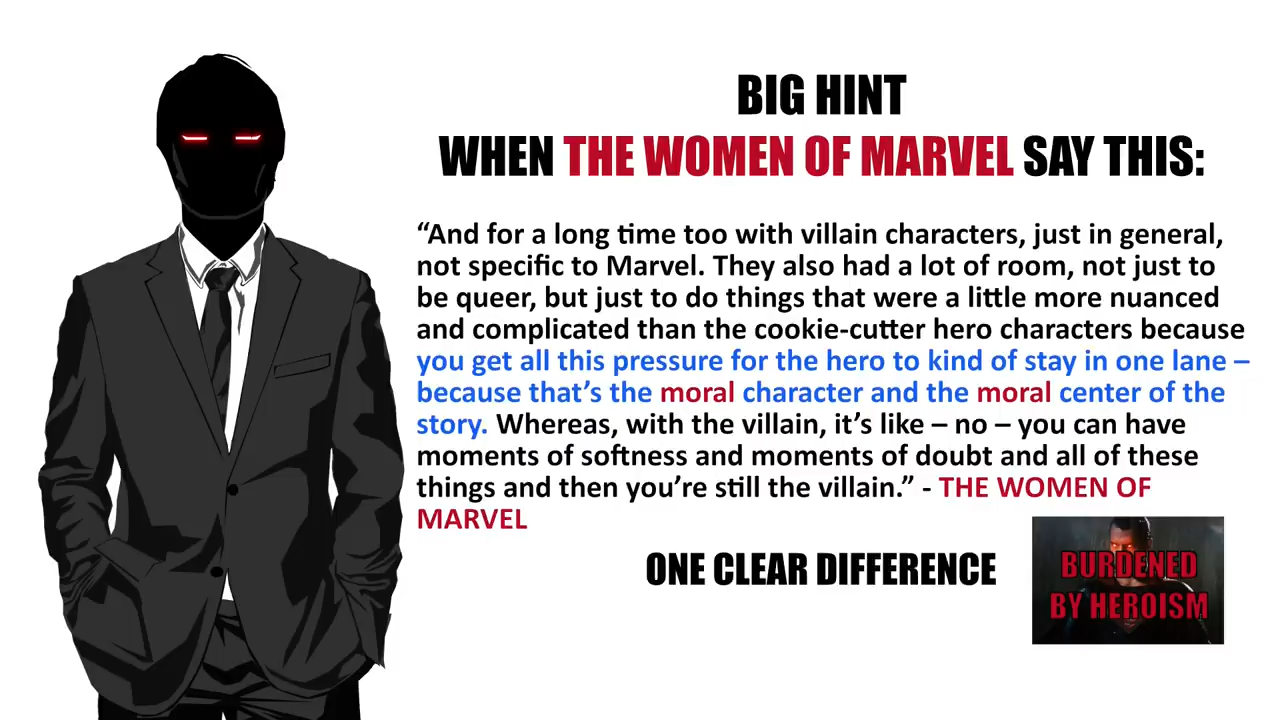 BIG HINT
WHEN THE WOMEN OF MARVEL SAY THIS:
“And for a long time too with villain characters, just in general,
not specific to Marvel. They also had a lot of room, not just to
be queer, but just to do things that were a little more nuanced
and complicated than the cookie-cutter hero characters because
you get all this pressure for the hero to kind of stay in one lane –
because that’s the moral character and the moral center of the
story. Whereas, with the villain, it’s like – no – you can have
moments of softness and moments of doubt and all of these
things and then you’re still the villain.” - THE WOMEN OF
MARVEL
ONE CLEAR DIFFERENCE
BURDENED
BY HEROISM